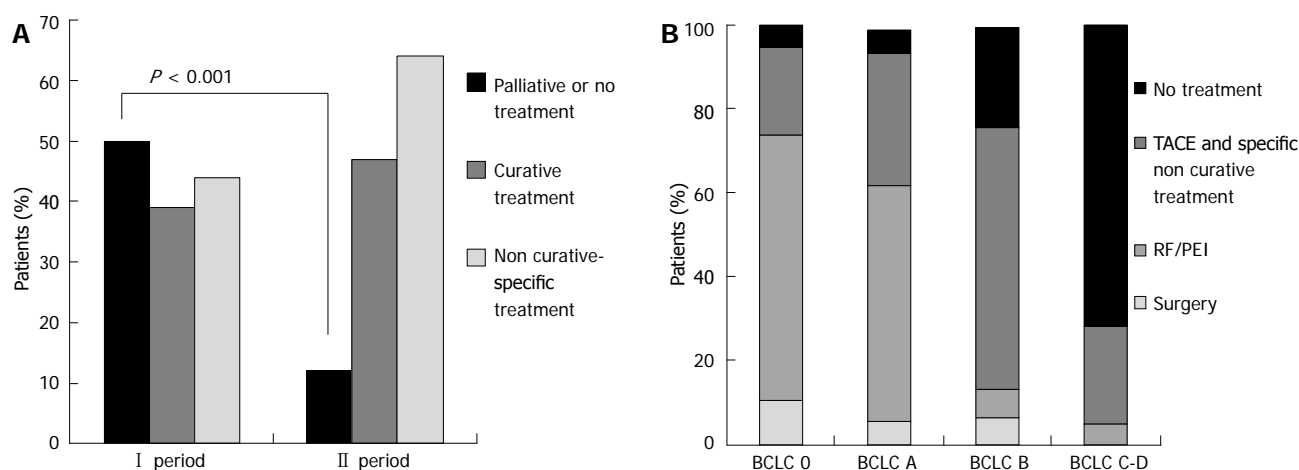 A
Patients (%)
70
60
50
40
30
20
10
0
P < 0.001
I period
II period
Palliative or no
treatment
Curative
treatment
Non curative-
specific
treatment
B
Patients (%)
100
80
60
40
20
0
BCLC 0
BCLC A
BCLC B
BCLC C-D
No treatment
TACE and specific
non curative
treatment
RF/PEI
Surgery